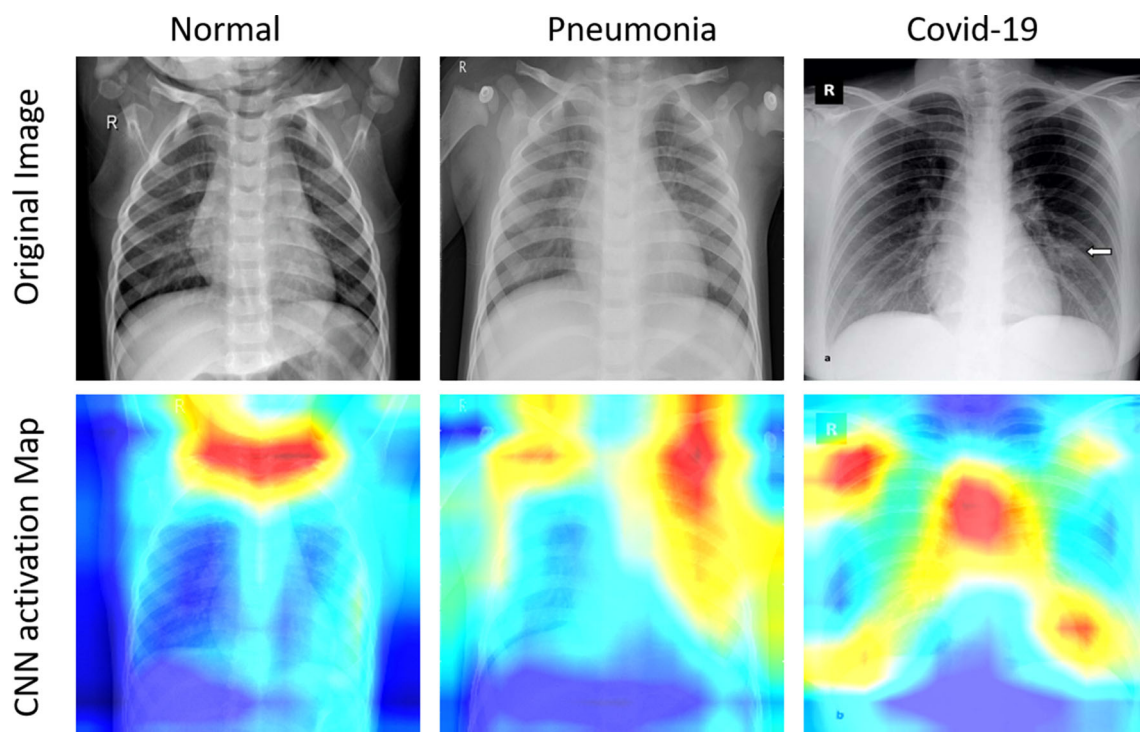 Normal
Pneumonia
Covid-19
Original Image
R
R
R
a
CNN activation Map
R
R
R
b